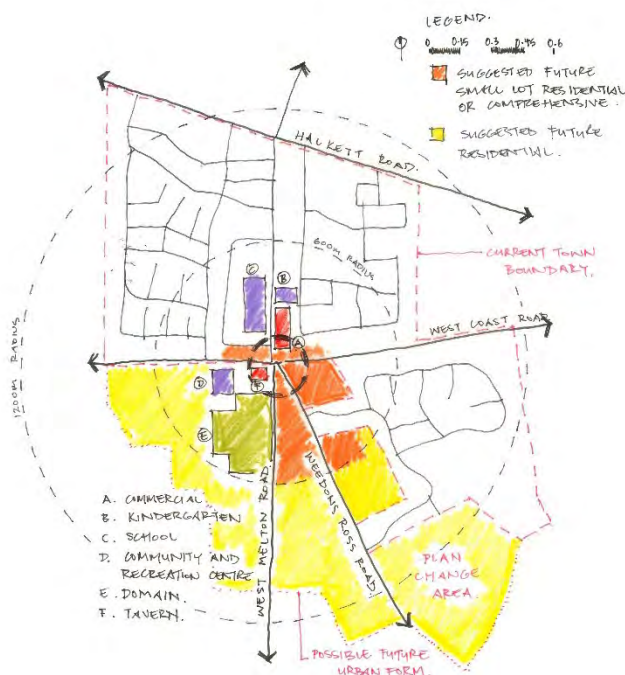 LEGEND.
0 0.15 0.3 0.45 0.6
SUGGESTED FUTURE
SMALL LOT RESIDENTIAL
OR COMPREHENSIVE.
SUGGESTED FUTURE
RESIDENTIAL.
HACKETT ROAD.
600M RADIUS
CURRENT TOWN
BOUNDARY.
C
B
WEST COAST ROAD
A
1200M RADIUS
D
F
E
WEST MELTON ROAD
WEEDONS ROSS ROAD.
A. COMMERCIAL
B. KINDERGARTEN
C. SCHOOL
D. COMMUNITY AND
RECREATION CENTRE
E. DOMAIN.
F. TAVERN.
PLAN
CHANGE
AREA
POSSIBLE FUTURE
URBAN FORM.